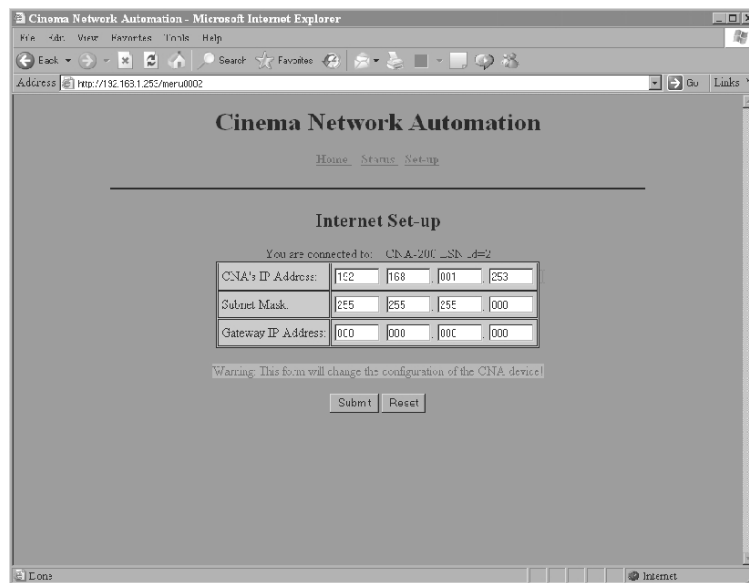 Cinema Network Automation - Microsoft Internet Explorer
File Edit View Favorites Tools Help
Back Search Favorites
Address http://192.168.1.253/menu0002 Go Links
Cinema Network Automation
Home Status Set-up
Internet Set-up
You are connected to: CNA-200
CNA's IP Address: 192 . 168 . 001 . 253
Subnet Mask: 255 . 255 . 255 . 000
Gateway IP Address: 000 . 000 . 000 . 000
Warning: This form will change the configuration of the CNA device!
Submit Reset
Done Internet